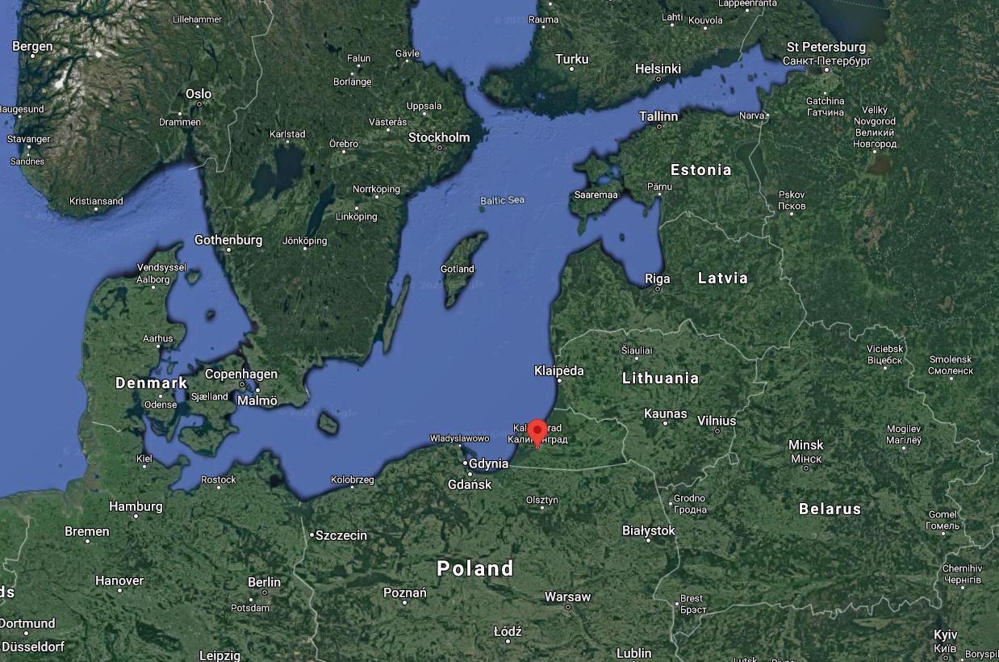 Lappeenranta
Lillehammer
Rauma
Lahti
Kouvola
Bergen
Falun
Gävle
Turku
Helsinki
St Petersburg
Санкт-Петербург
Borlänge
Oslo
Drammen
Uppsala
Västerås
Stockholm
Tallinn
Narva
Gatchina
Гатчина
Veliky
Novgorod
Великий
Новгород
Haugesund
Stavanger
Sandnes
Karlstad
Örebro
Estonia
Kristiansand
Norrköping
Linköping
Baltic Sea
Saaremaa
Pärnu
Pskov
Псков
Gothenburg
Jönköping
Vendsyssel
Aalborg
Gotland
Riga
Latvia
Aarhus
Šiauliai
Viciebsk
Віцебск
Smolensk
Смоленск
Denmark
Copenhagen
Klaipėda
Lithuania
Odense
Sjælland
Malmö
Kaunas
Vilnius
Wladyslawowo
Minsk
Мінск
Mogilev
Магілёў
Kiel
Rostock
Kolobrzeg
Gdynia
Gdańsk
Olsztyn
Grodno
Гродна
Belarus
Hamburg
Bremen
Szczecin
Białystok
Gomel
Гомель
Hanover
Berlin
Potsdam
Poland
Poznań
Warsaw
Brest
Брэст
Chernihiv
Чернігів
ds
Dortmund
Düsseldorf
Leipzig
Łódź
Lublin
Kyiv
Київ
Boryspil
Lutsk